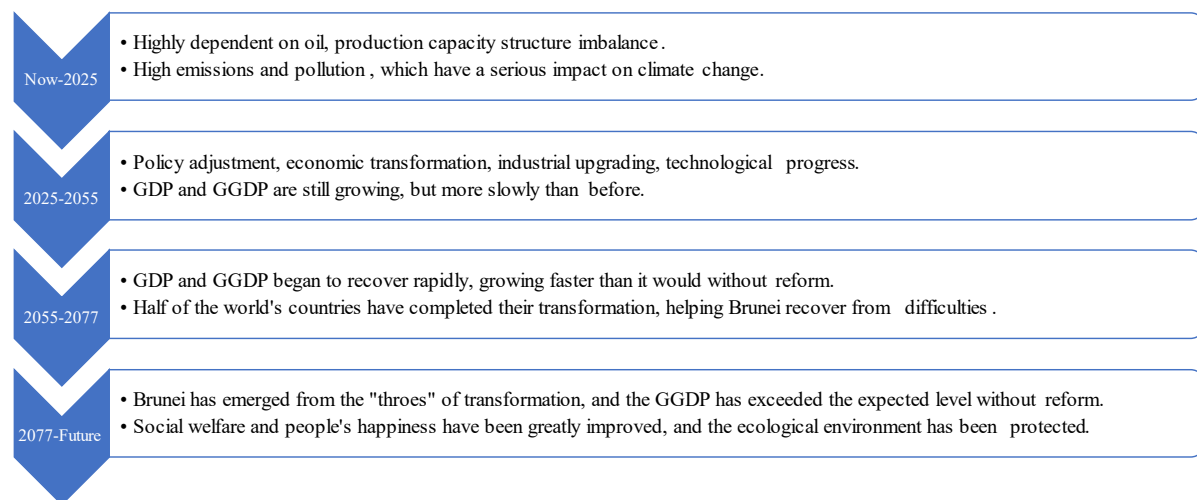 Now-2025
• Highly dependent on oil, production capacity structure imbalance.
• High emissions and pollution, which have a serious impact on climate change.
2025-2055
• Policy adjustment, economic transformation, industrial upgrading, technological progress.
• GDP and GGDP are still growing, but more slowly than before.
2055-2077
• GDP and GGDP began to recover rapidly, growing faster than it would without reform.
• Half of the world's countries have completed their transformation, helping Brunei recover from difficulties.
2077-Future
• Brunei has emerged from the "throes" of transformation, and the GGDP has exceeded the expected level without reform.
• Social welfare and people's happiness have been greatly improved, and the ecological environment has been protected.